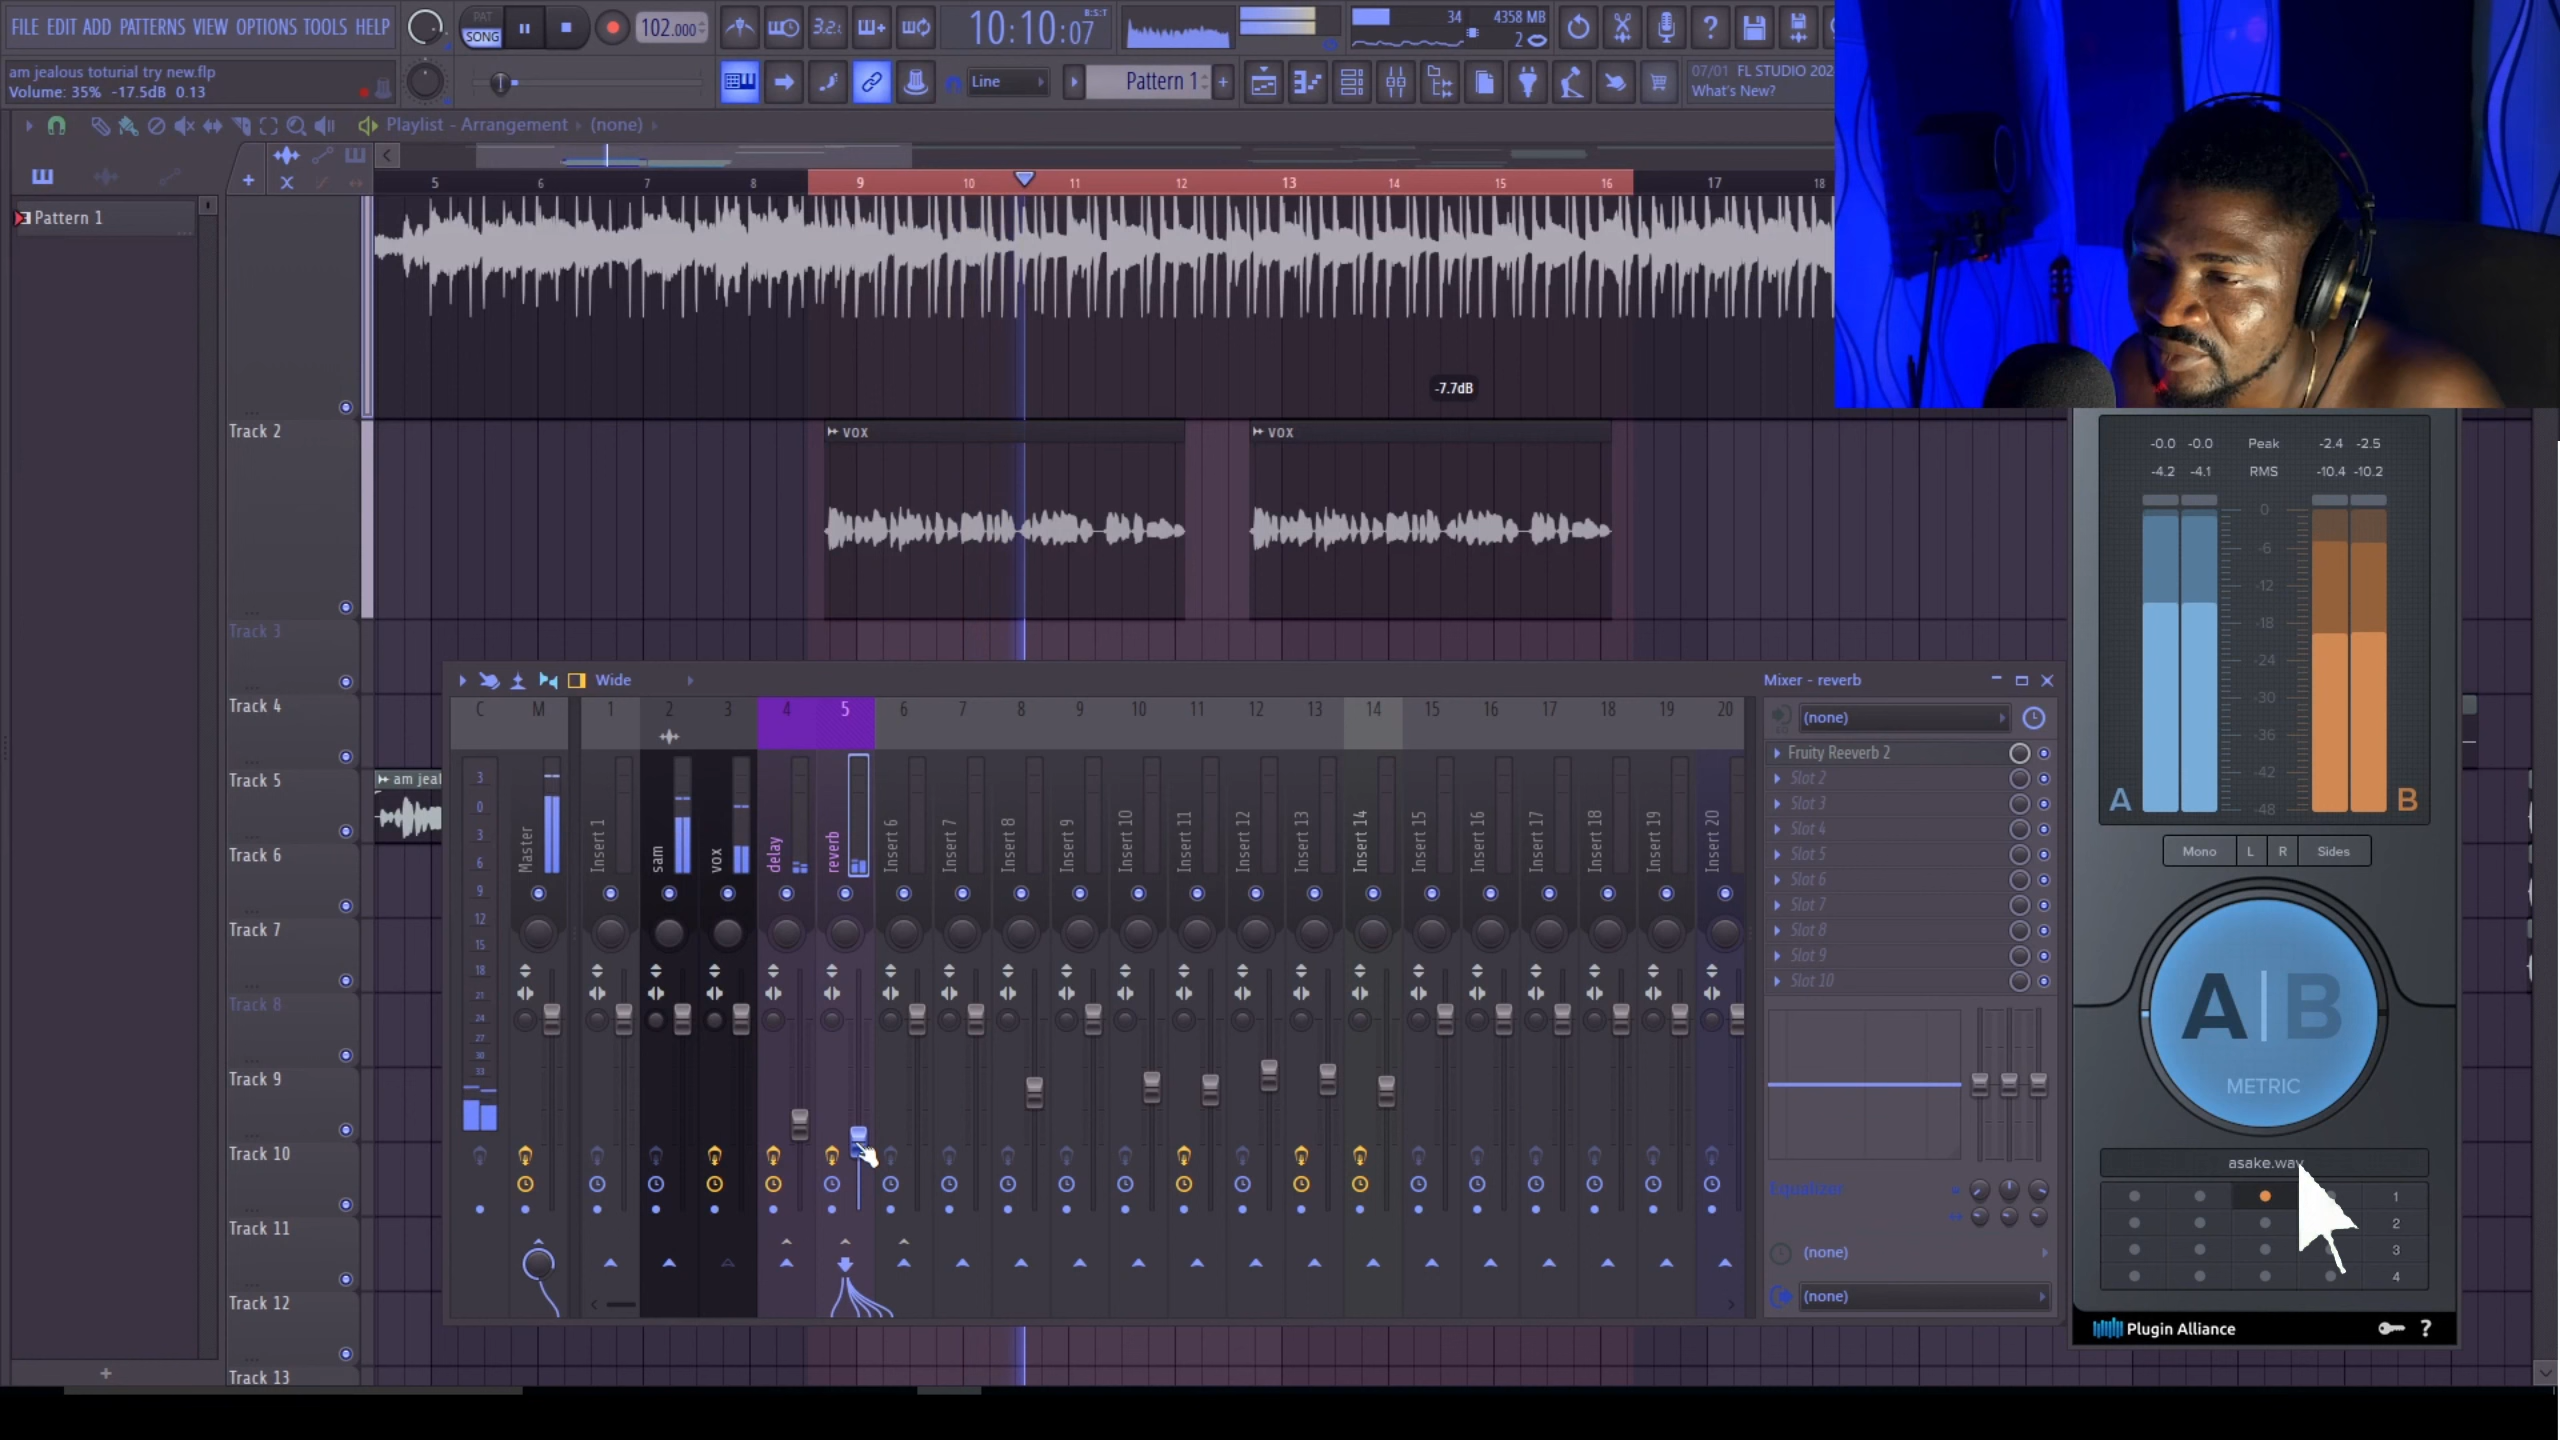 FILE EDIT ADD PATTERNS VIEW OPTIONS TOOLS HELP
PAT
SONG
102.000
3.2.
10:10:07
B:S:T
34
4358 MB
2
am jealous toturial try new.flp
Volume: 35% -17.5dB 0.13
Line
Pattern 1
07/01 FL STUDIO 202
What's New?
Playlist - Arrangement
(none)
5 6 7 8 9 10 11 12 13 14 15 16 17 18
Pattern 1
-7.7dB
Track 2
vox
vox
Track 3
Track 4
Track 5
am jeal
Track 6
Track 7
Track 8
Track 9
Track 10
Track 11
Track 12
Track 13
Wide
Mixer - reverb
C M 1 2 3 4 5 6 7 8 9 10 11 12 13 14 15 16 17 18 19 20
3
0
3
6
9
12
15
18
21
24
27
30
33
Master
Insert 1
sam
vox
delay
reverb
Insert 6
Insert 7
Insert 8
Insert 9
Insert 10
Insert 11
Insert 12
Insert 13
Insert 14
Insert 15
Insert 16
Insert 17
Insert 18
Insert 19
Insert 20
(none)
Fruity Reeverb 2
Slot 2
Slot 3
Slot 4
Slot 5
Slot 6
Slot 7
Slot 8
Slot 9
Slot 10
Equalizer
(none)
(none)
-0.0 -0.0 Peak -2.4 -2.5
-4.2 -4.1 RMS -10.4 -10.2
0
-6
-12
-18
-24
-30
-36
-42
-48
A
B
Mono L R Sides
A|B
METRIC
asake.wav
1
2
3
4
Plugin Alliance
?